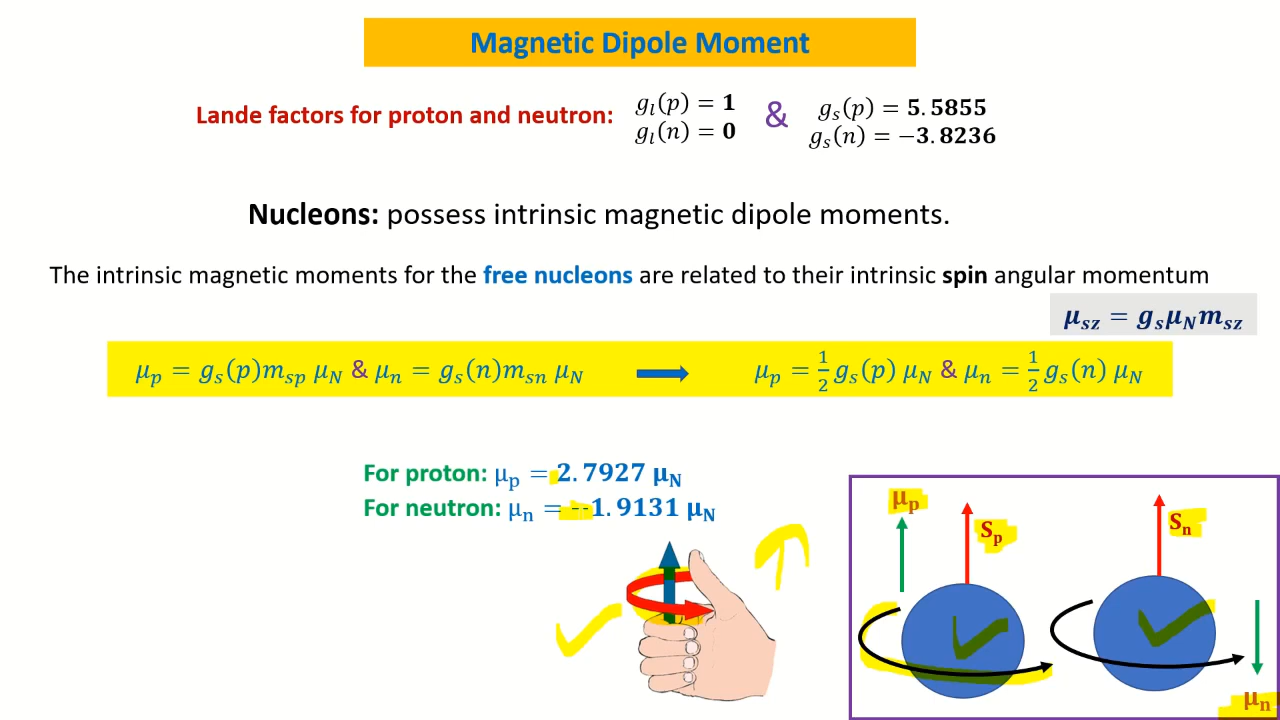 Magnetic Dipole Moment
Lande factors for proton and neutron: g_l(p) = 1 & g_s(p) = 5.5855
g_l(n) = 0 g_s(n) = −3.8236
Nucleons: possess intrinsic magnetic dipole moments.
The intrinsic magnetic moments for the free nucleons are related to their intrinsic spin angular momentum
μ_sz = g_s μ_N m_sz
μ_p = g_s(p)m_sp μ_N & μ_n = g_s(n)m_sn μ_N μ_p = 1/2 g_s(p) μ_N & μ_n = 1/2 g_s(n) μ_N
For proton: μ_p = 2.7927 μ_N
For neutron: μ_n = −1.9131 μ_N
μ_p
S_p
S_n
μ_n